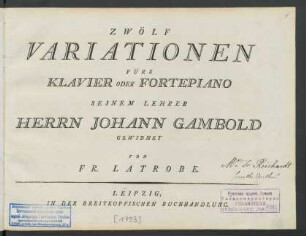 ZWÖLF
VARIATIONEN
FÜRS
KLAVIER ODER FORTEPIANO
SEINEM LEHRER
HERRN JOHANN GAMBOLD
GEWIDMET
VON
FR. LATROBE.
Reichardt
LEIPZIG,
IN DER BREITKOPFISCHEN BUCHHANDLUNG.